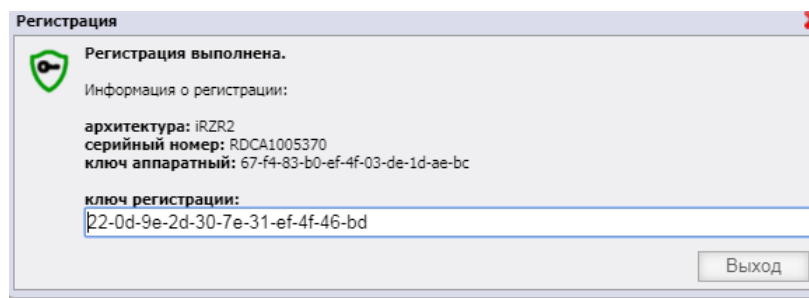 Регистрация
Регистрация выполнена.
Информация о регистрации:
архитектура: iRZR2
серийный номер: RDCA1005370
ключ аппаратный: 67-f4-83-b0-ef-4f-03-de-1d-ae-bc
ключ регистрации:
22-0d-9e-2d-30-7e-31-ef-4f-46-bd
Выход